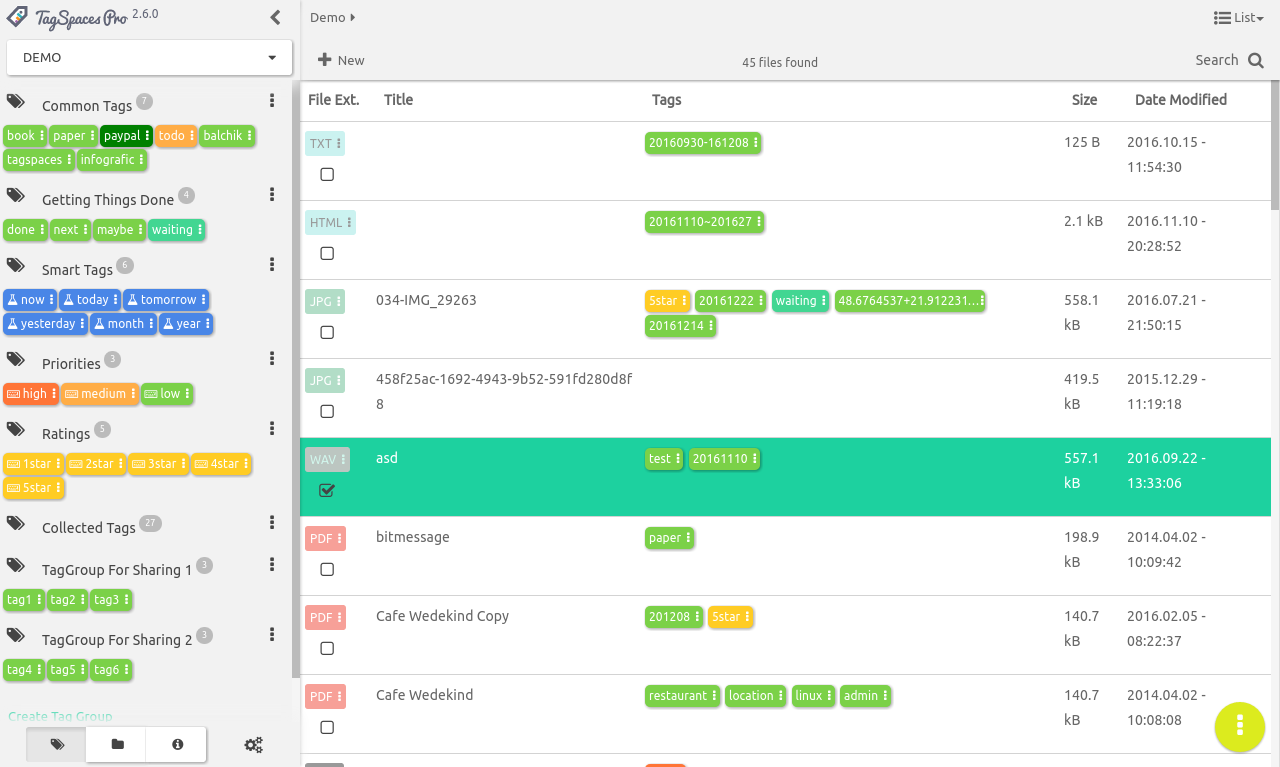 TagSpaces Pro 2.6.0
DEMO
Common Tags 7
book paper paypal todo balchik
tagspaces infografic
Getting Things Done 4
done next maybe waiting
Smart Tags 6
now today tomorrow
yesterday month year
Priorities 3
high medium low
Ratings 5
1star 2star 3star 4star
5star
Collected Tags 27
TagGroup For Sharing 1 3
tag1 tag2 tag3
TagGroup For Sharing 2 3
tag4 tag5 tag6
Create Tag Group
Demo
List
New
45 files found
Search
File Ext. Title Tags Size Date Modified
TXT 20160930-161208 125 B 2016.10.15 -
11:54:30
HTML 20161110~201627 2.1 kB 2016.11.10 -
20:28:52
JPG 034-IMG_29263 5star 20161222 waiting 48.6764537+21.912231... 558.1 2016.07.21 -
20161214 kB 21:50:15
JPG 458f25ac-1692-4943-9b52-591fd280d8f 419.5 2015.12.29 -
8 kB 11:19:18
WAV asd test 20161110 557.1 2016.09.22 -
kB 13:33:06
PDF bitmessage paper 198.9 2014.04.02 -
kB 10:09:42
PDF Cafe Wedekind Copy 201208 5star 140.7 2016.02.05 -
kB 08:22:37
PDF Cafe Wedekind restaurant location linux admin 140.7 2014.04.02 -
kB 10:08:08